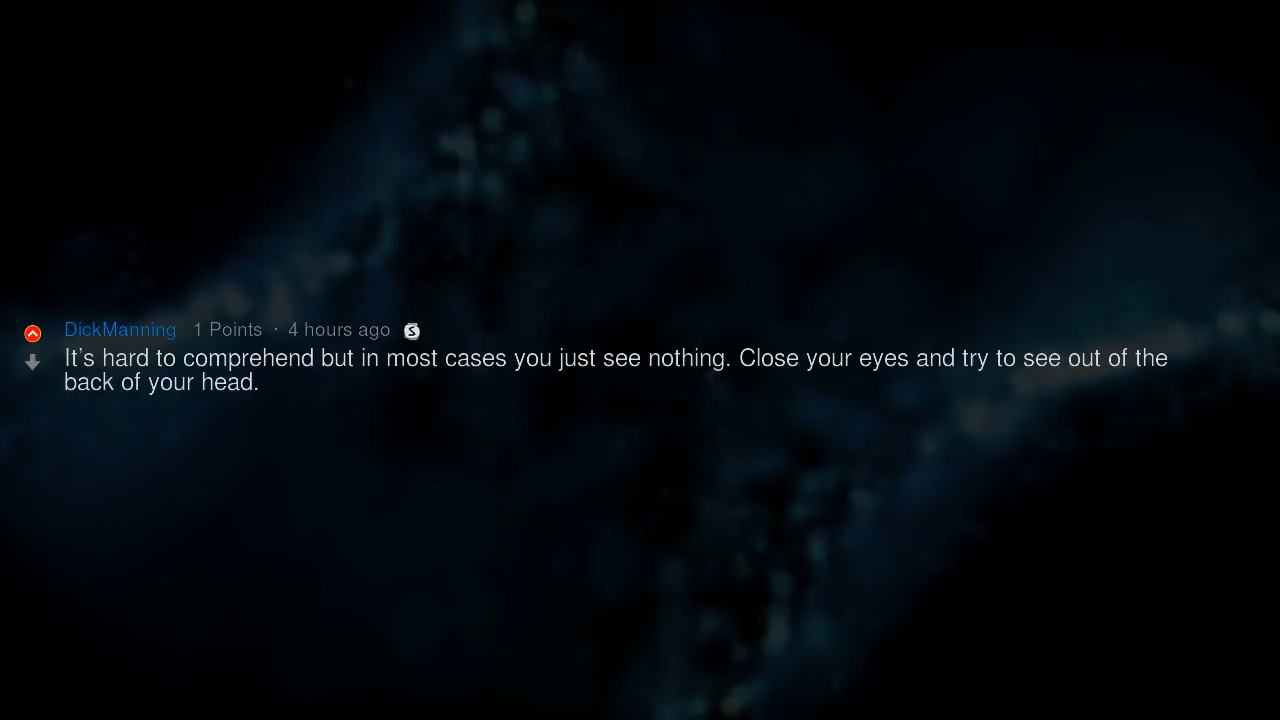 DickManning 1 Points · 4 hours ago
It's hard to comprehend but in most cases you just see nothing. Close your eyes and try to see out of the
back of your head.